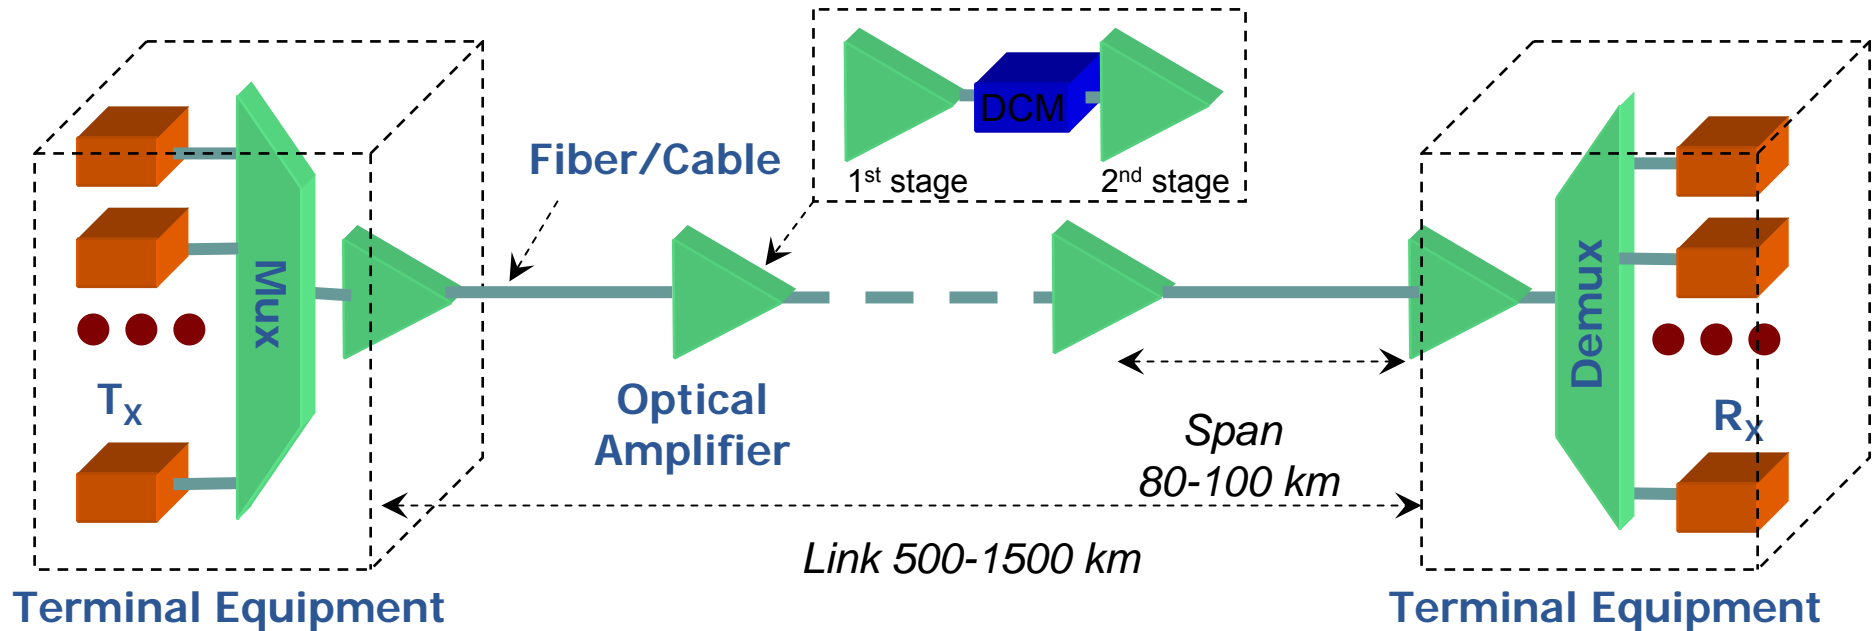 DCM
1st stage
2nd stage
Fiber/Cable
Mux
Demux
TX
RX
Optical
Amplifier
Span
80-100 km
Link 500-1500 km
Terminal Equipment
Terminal Equipment